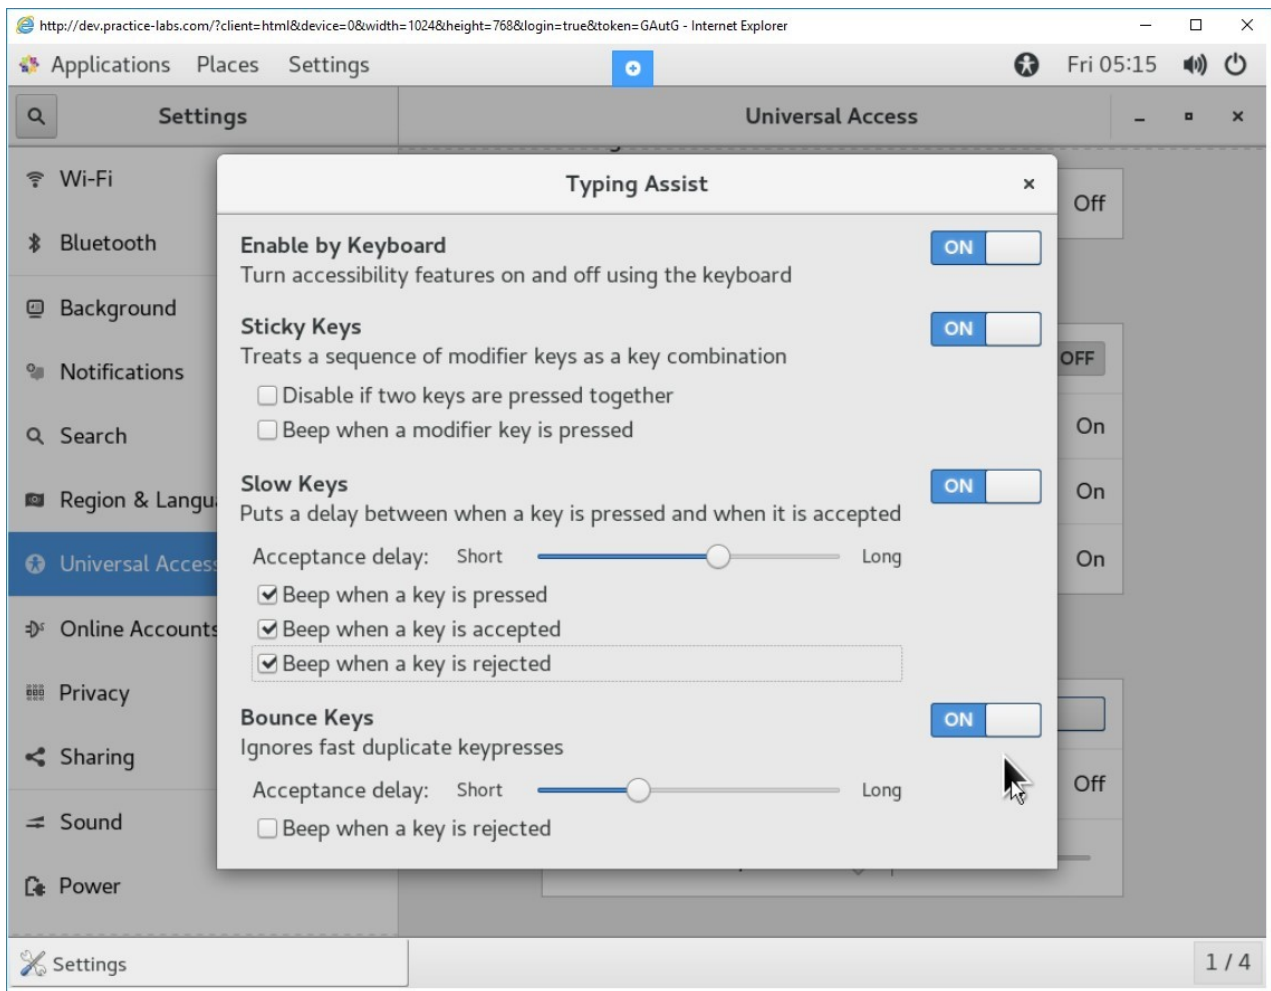 http://dev.practice-labs.com/?client=html&device=0&width=1024&height=768&login=true&token=GAutG - Internet Explorer
Applications Places Settings Fri 05:15
Settings Universal Access
Wi-Fi
Bluetooth
Background
Notifications
Search
Region & Langu
Universal Access
Online Accounts
Privacy
Sharing
Sound
Power
Off
OFF
On
On
On
Off
Typing Assist
Enable by Keyboard ON
Turn accessibility features on and off using the keyboard
Sticky Keys ON
Treats a sequence of modifier keys as a key combination
Disable if two keys are pressed together
Beep when a modifier key is pressed
Slow Keys ON
Puts a delay between when a key is pressed and when it is accepted
Acceptance delay: Short Long
Beep when a key is pressed
Beep when a key is accepted
Beep when a key is rejected
Bounce Keys ON
Ignores fast duplicate keypresses
Acceptance delay: Short Long
Beep when a key is rejected
Settings 1 / 4